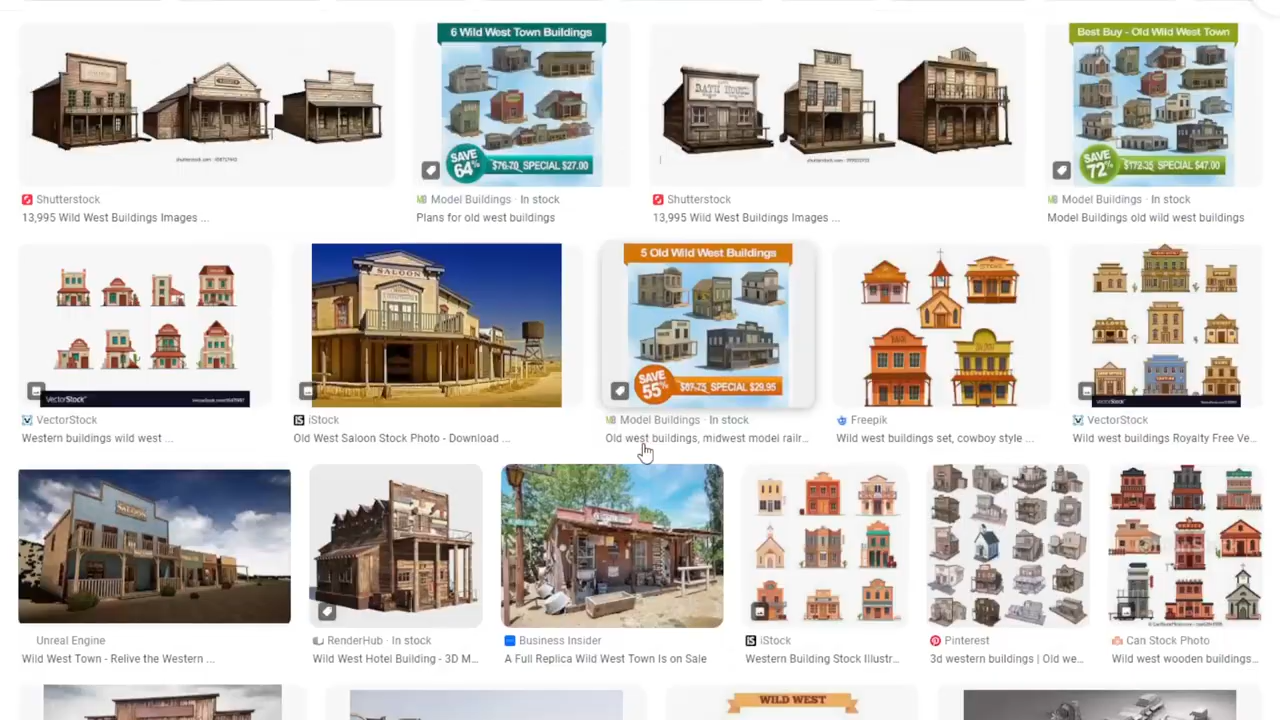 6 Wild West Town Buildings
SAVE 64% $76.70 SPECIAL $27.00
BATH HOUSE
Best Buy - Old Wild West Town
SAVE 72% $172.35 SPECIAL $47.00
Shutterstock
13,995 Wild West Buildings Images ...
Model Buildings · In stock
Plans for old west buildings
Shutterstock
13,995 Wild West Buildings Images ...
Model Buildings · In stock
Model Buildings old wild west buildings
SALOON
5 Old Wild West Buildings
SAVE 55% $67.75 SPECIAL $29.95
VectorStock
VectorStock
Western buildings wild west ...
iStock
Old West Saloon Stock Photo - Download ...
Model Buildings · In stock
Old west buildings, midwest model railr...
Freepik
Wild west buildings set, cowboy style ...
VectorStock
Wild west buildings Royalty Free Ve...
SALOON
Unreal Engine
Wild West Town - Relive the Western ...
RenderHub · In stock
Wild West Hotel Building - 3D M...
Business Insider
A Full Replica Wild West Town Is on Sale
iStock
Western Building Stock Illustr...
Pinterest
3d western buildings | Old we...
Can Stock Photo
Wild west wooden buildings...
WILD WEST